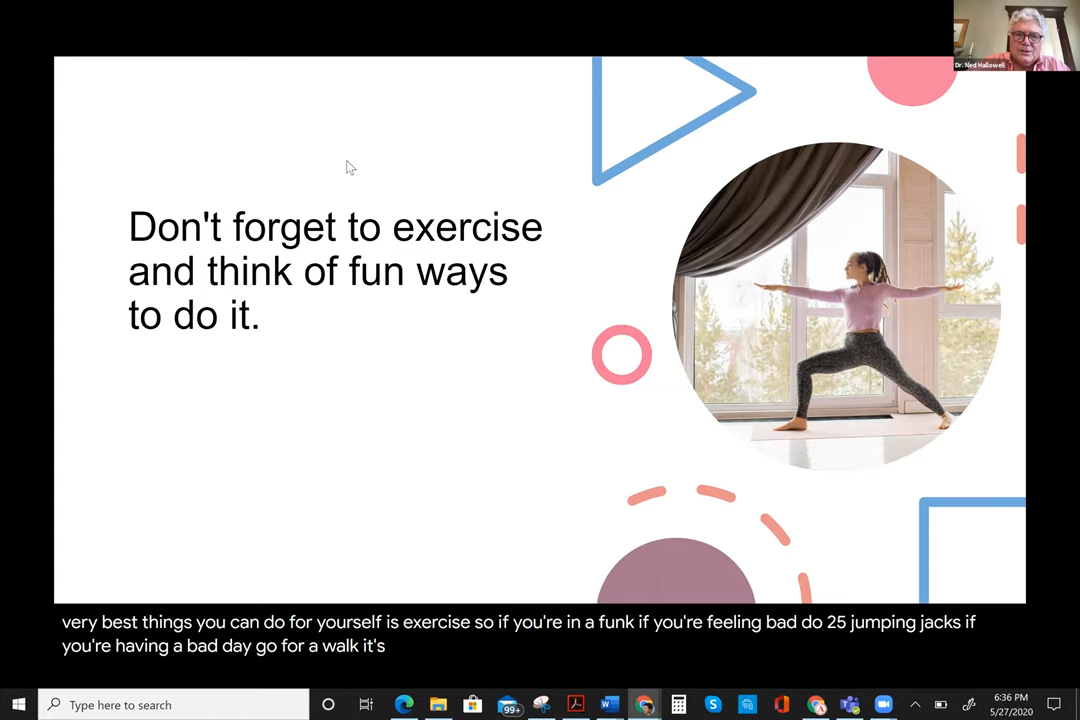 Dr. Ned Hallowell
Don't forget to exercise
and think of fun ways
to do it.
very best things you can do for yourself is exercise so if you're in a funk if you're feeling bad do 25 jumping jacks if
you're having a bad day go for a walk it's
Type here to search
99+
6:36 PM
5/27/2020